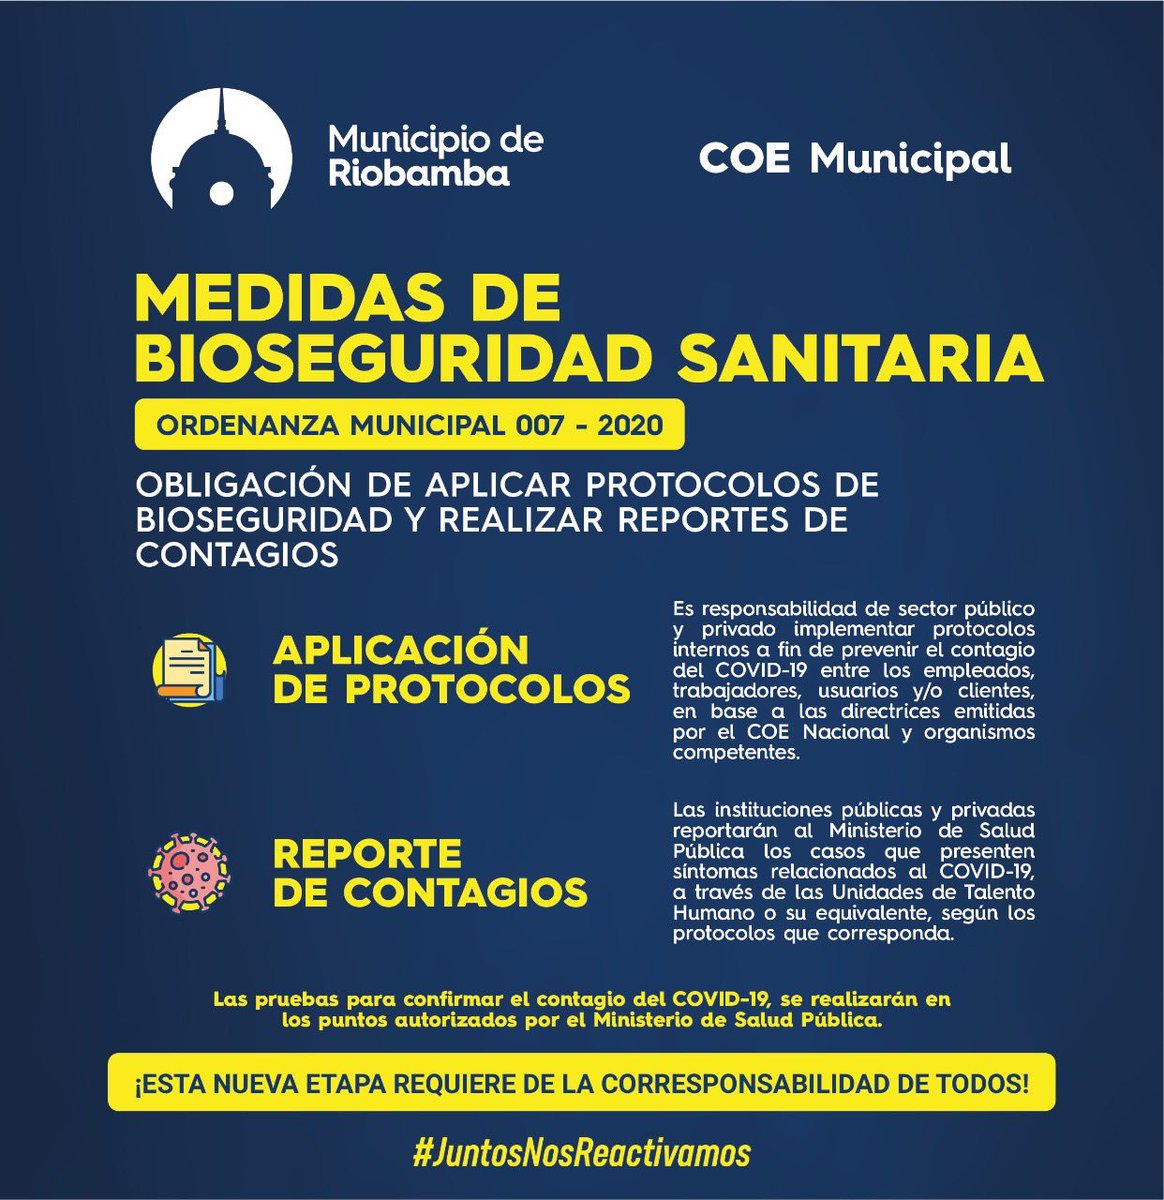 Municipio de
Riobamba
COE Municipal
MEDIDAS DE
BIOSEGURIDAD SANITARIA
ORDENANZA MUNICIPAL 007 - 2020
OBLIGACIÓN DE APLICAR PROTOCOLOS DE
BIOSEGURIDAD Y REALIZAR REPORTES DE
CONTAGIOS
APLICACIÓN
DE PROTOCOLOS
Es responsabilidad de sector público
y privado implementar protocolos
internos a fin de prevenir el contagio
del COVID-19 entre los empleados,
trabajadores, usuarios y/o clientes,
en base a las directrices emitidas
por el COE Nacional y organismos
competentes.
REPORTE
DE CONTAGIOS
Las instituciones públicas y privadas
reportarán al Ministerio de Salud
Pública los casos que presenten
síntomas relacionados al COVID-19,
a través de las Unidades de Talento
Humano o su equivalente, según los
protocolos que corresponda.
Las pruebas para confirmar el contagio del COVID-19, se realizarán en
los puntos autorizados por el Ministerio de Salud Pública.
¡ESTA NUEVA ETAPA REQUIERE DE LA CORRESPONSABILIDAD DE TODOS!
#JuntosNosReactivamos